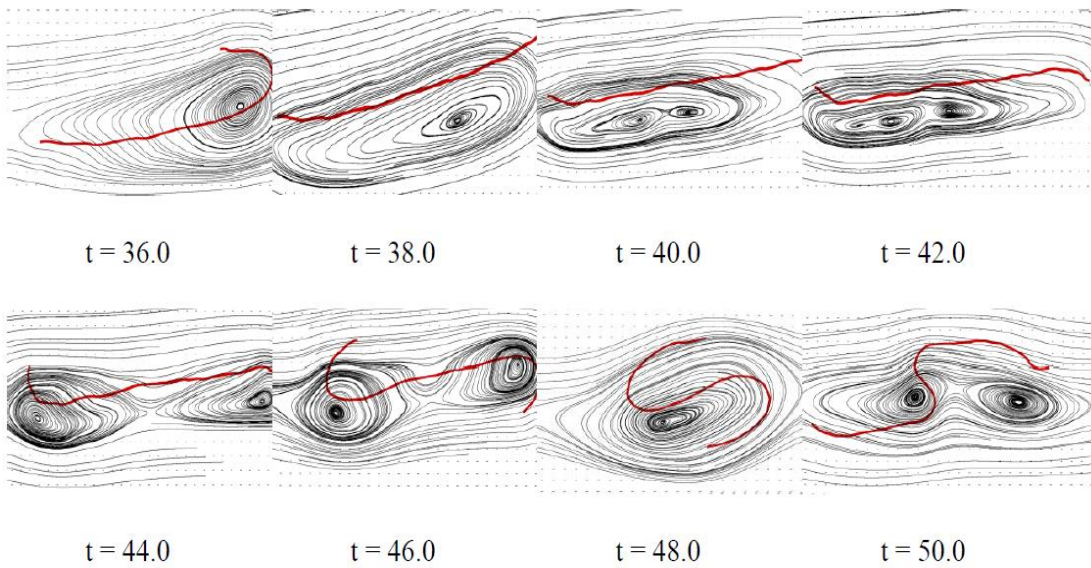 t = 36.0 t = 38.0 t = 40.0 t = 42.0
t = 44.0 t = 46.0 t = 48.0 t = 50.0